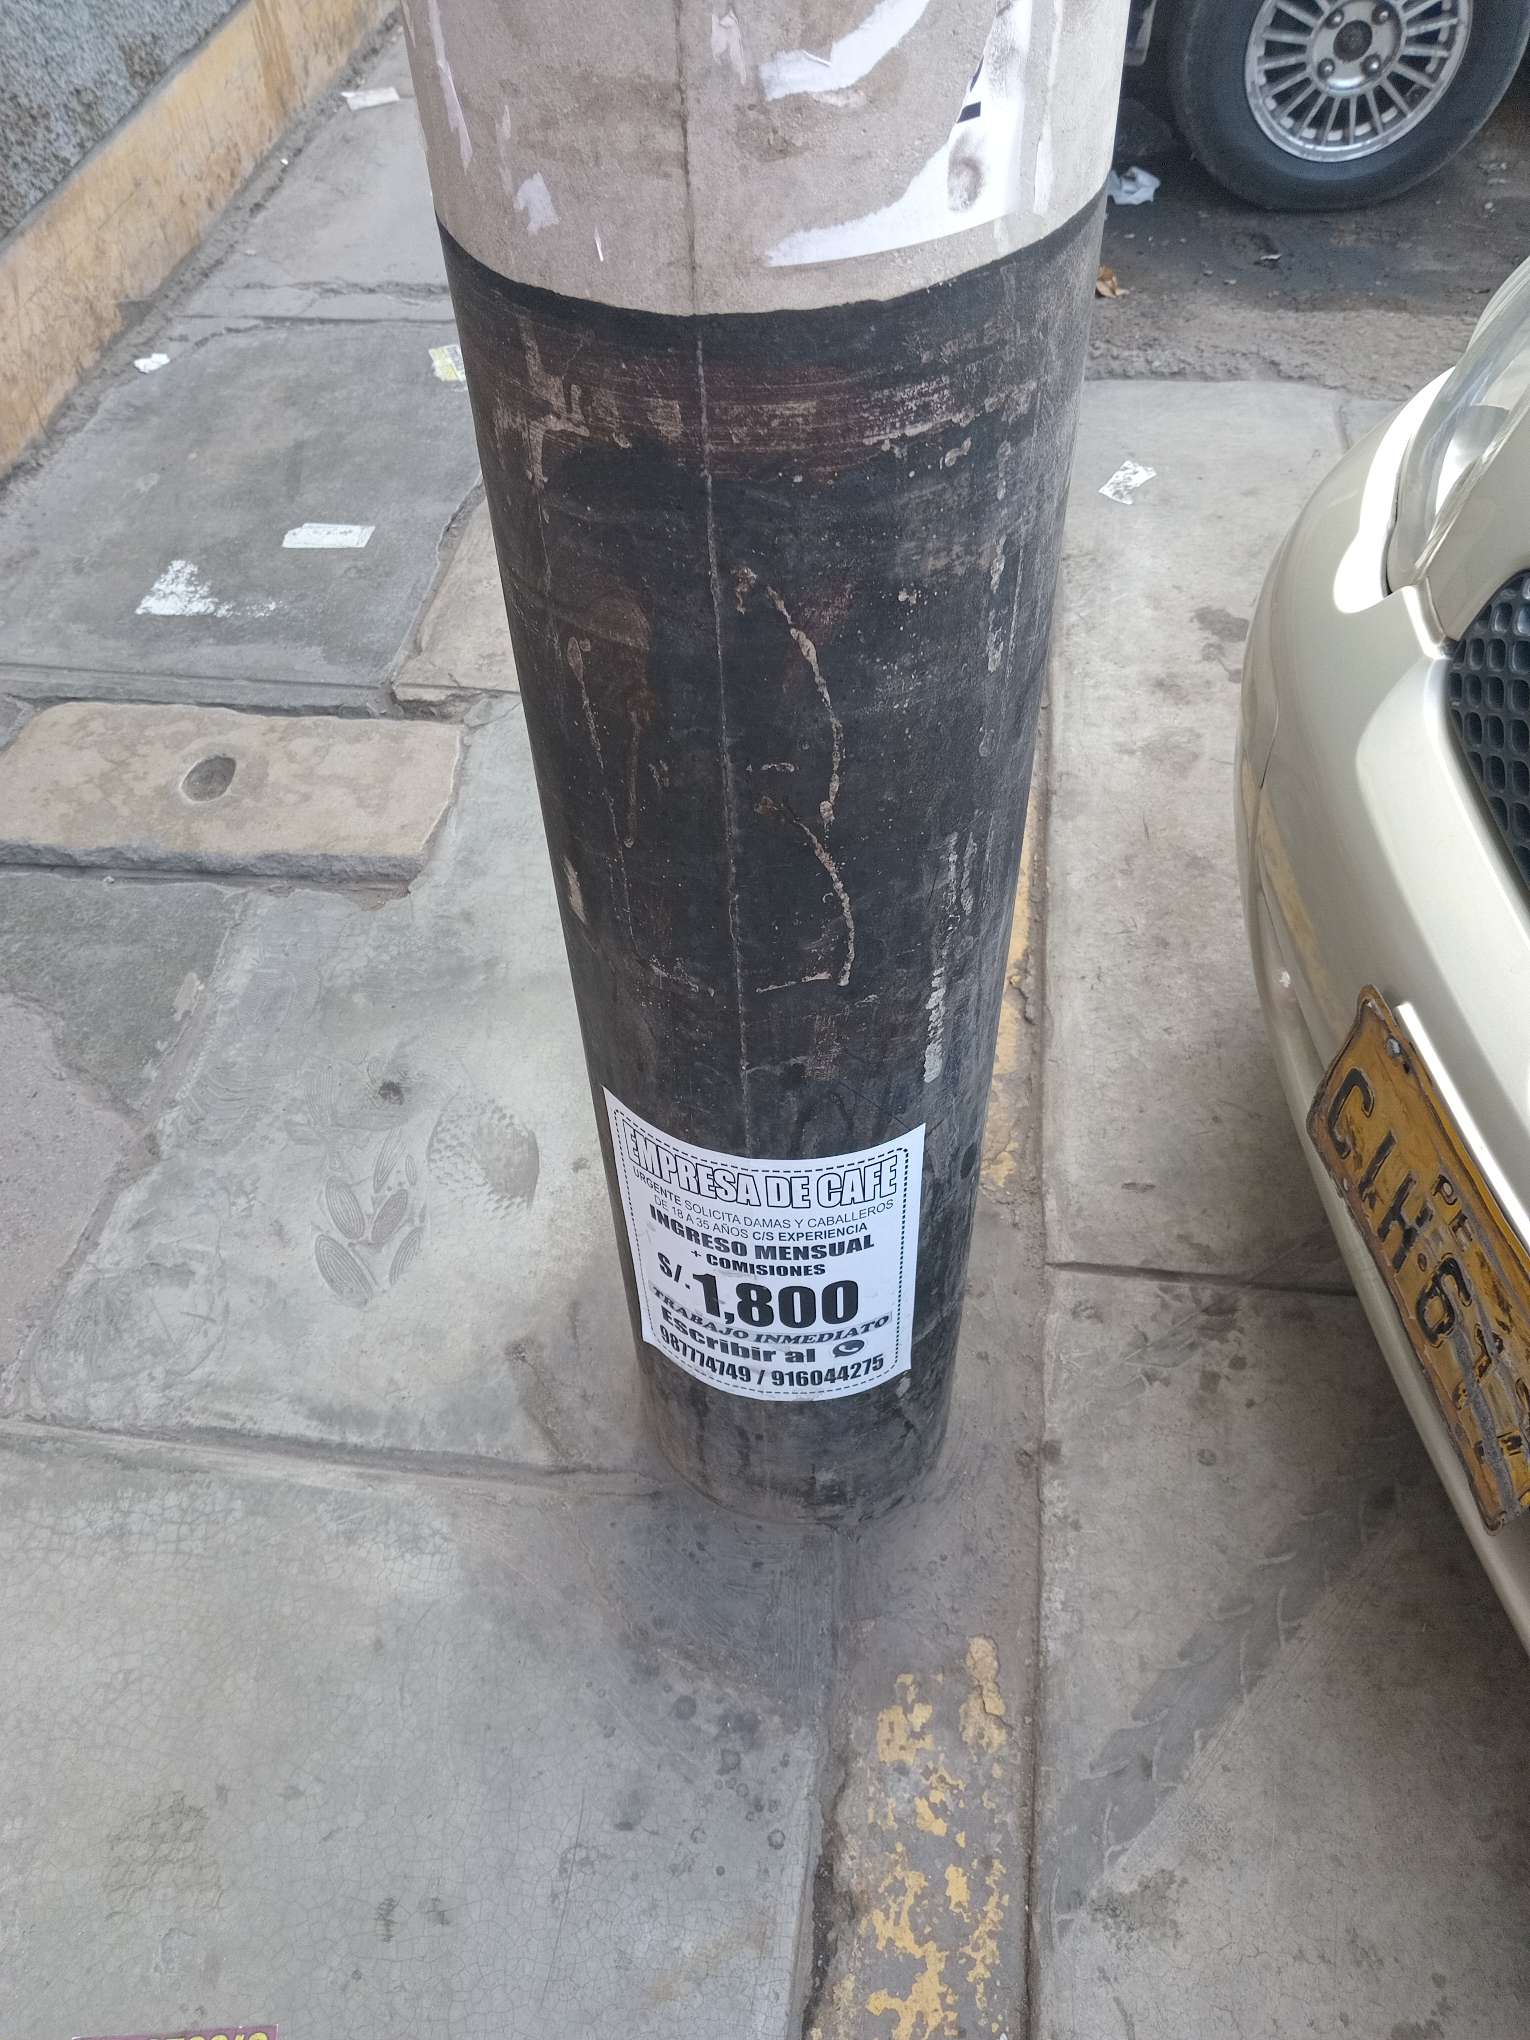 EMPRESA DE CAFE
URGENTE SOLICITA DAMAS Y CABALLEROS
DE 18 A 35 AÑOS C/S EXPERIENCIA
INGRESO MENSUAL
+ COMISIONES
S/. 1,800
TRABAJO INMEDIATO
Escribir al
987774749 / 916044275
PE